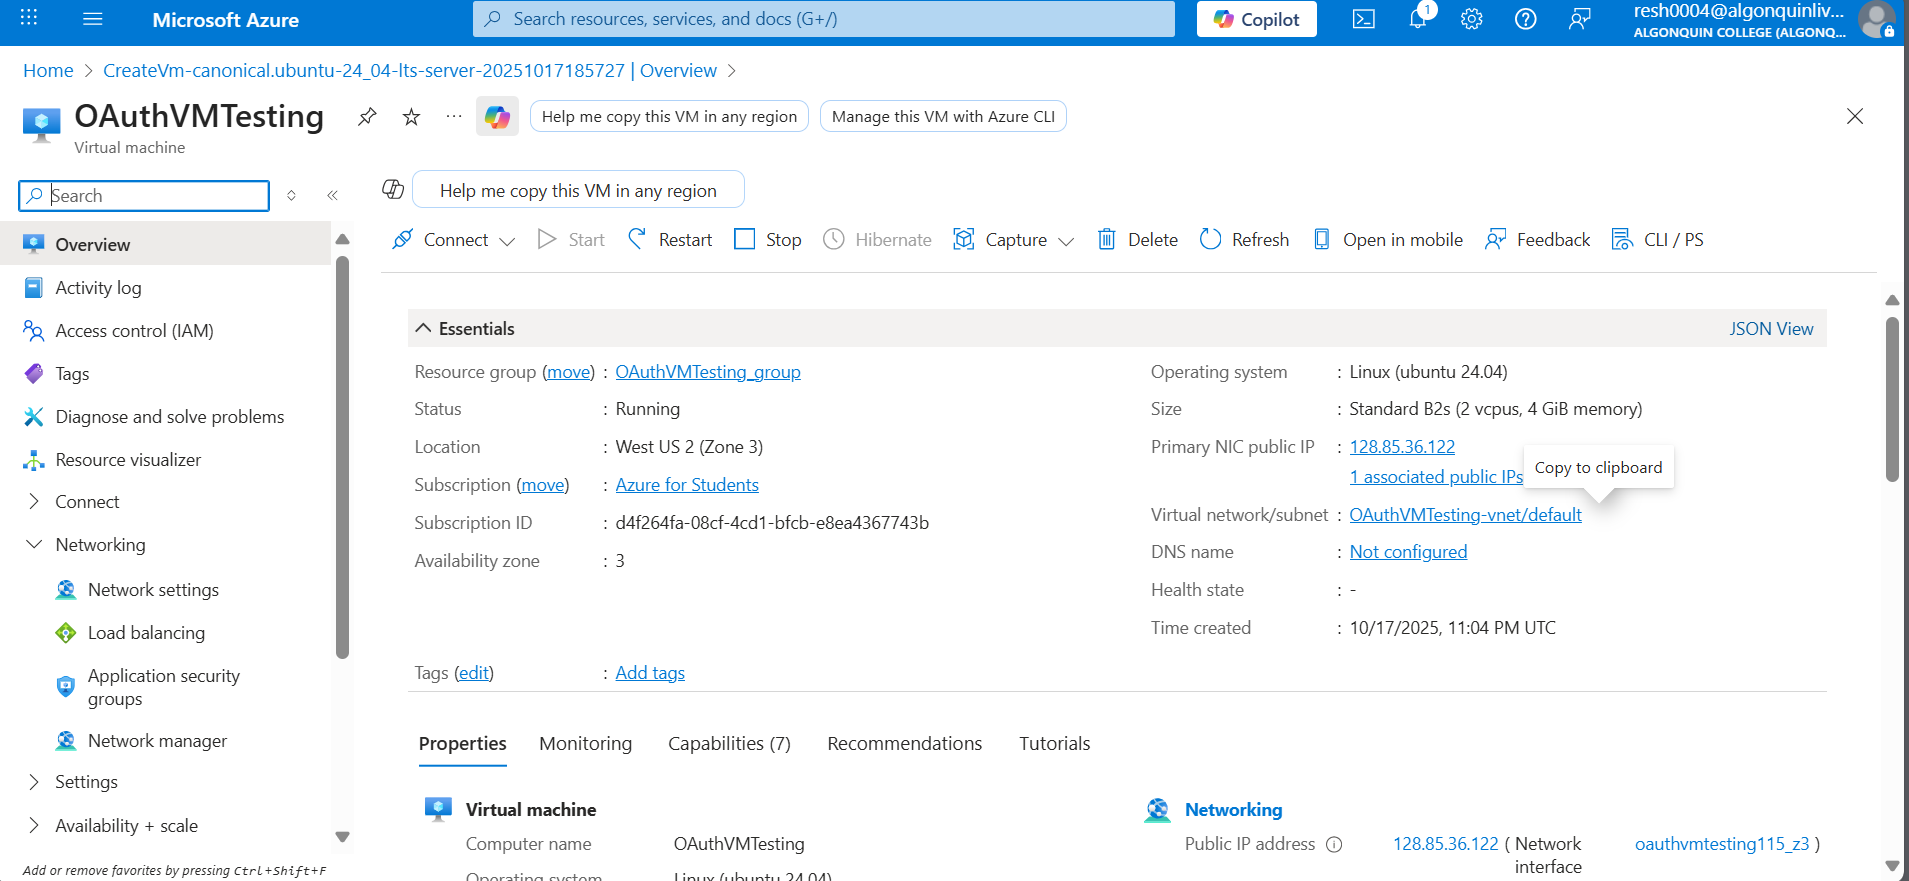 Microsoft Azure
Search resources, services, and docs (G+/)
Copilot
1
resh0004@algonquinliv...
ALGONQUIN COLLEGE (ALGONQ...
Home > CreateVm-canonical.ubuntu-24_04-lts-server-20251017185727 | Overview >
OAuthVMTesting
Virtual machine
Help me copy this VM in any region
Manage this VM with Azure CLI
Search
Help me copy this VM in any region
Connect
Start
Restart
Stop
Hibernate
Capture
Delete
Refresh
Open in mobile
Feedback
CLI / PS
Overview
Activity log
Access control (IAM)
Tags
Diagnose and solve problems
Resource visualizer
Connect
Networking
Network settings
Load balancing
Application security
groups
Network manager
Settings
Availability + scale
Add or remove favorites by pressing Ctrl+Shift+F
Essentials
JSON View
Resource group (move) : OAuthVMTesting_group
Status : Running
Location : West US 2 (Zone 3)
Subscription (move) : Azure for Students
Subscription ID : d4f264fa-08cf-4cd1-bfcb-e8ea4367743b
Availability zone : 3
Operating system : Linux (ubuntu 24.04)
Size : Standard B2s (2 vcpus, 4 GiB memory)
Primary NIC public IP : 128.85.36.122
1 associated public IPs
Copy to clipboard
Virtual network/subnet : OAuthVMTesting-vnet/default
DNS name : Not configured
Health state : -
Time created : 10/17/2025, 11:04 PM UTC
Tags (edit) : Add tags
Properties
Monitoring
Capabilities (7)
Recommendations
Tutorials
Virtual machine
Computer name OAuthVMTesting
Operating system Linux (ubuntu 24.04)
Networking
Public IP address 128.85.36.122 ( Network interface oauthvmtesting115_z3 )